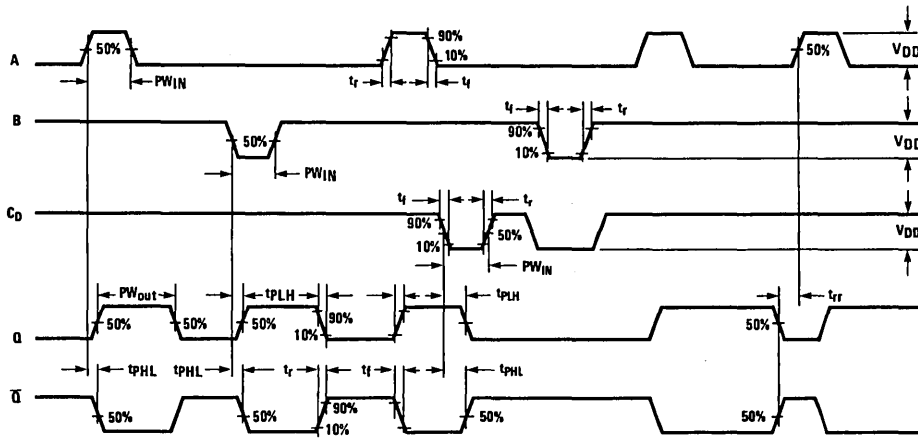 A 50% PWIN 90% 10% tr tf 50% VDD
B 50% PWIN tf tr 90% 10% VDD
CD tf tr 90% 10% 50% PWIN VDD
PWout tPLH tPLH trr
Q 50% 50% 50% 90% 10% 50%
tPHL tPHL tr tf tPHL
Q 50% 50% 90% 10% 50% 50%